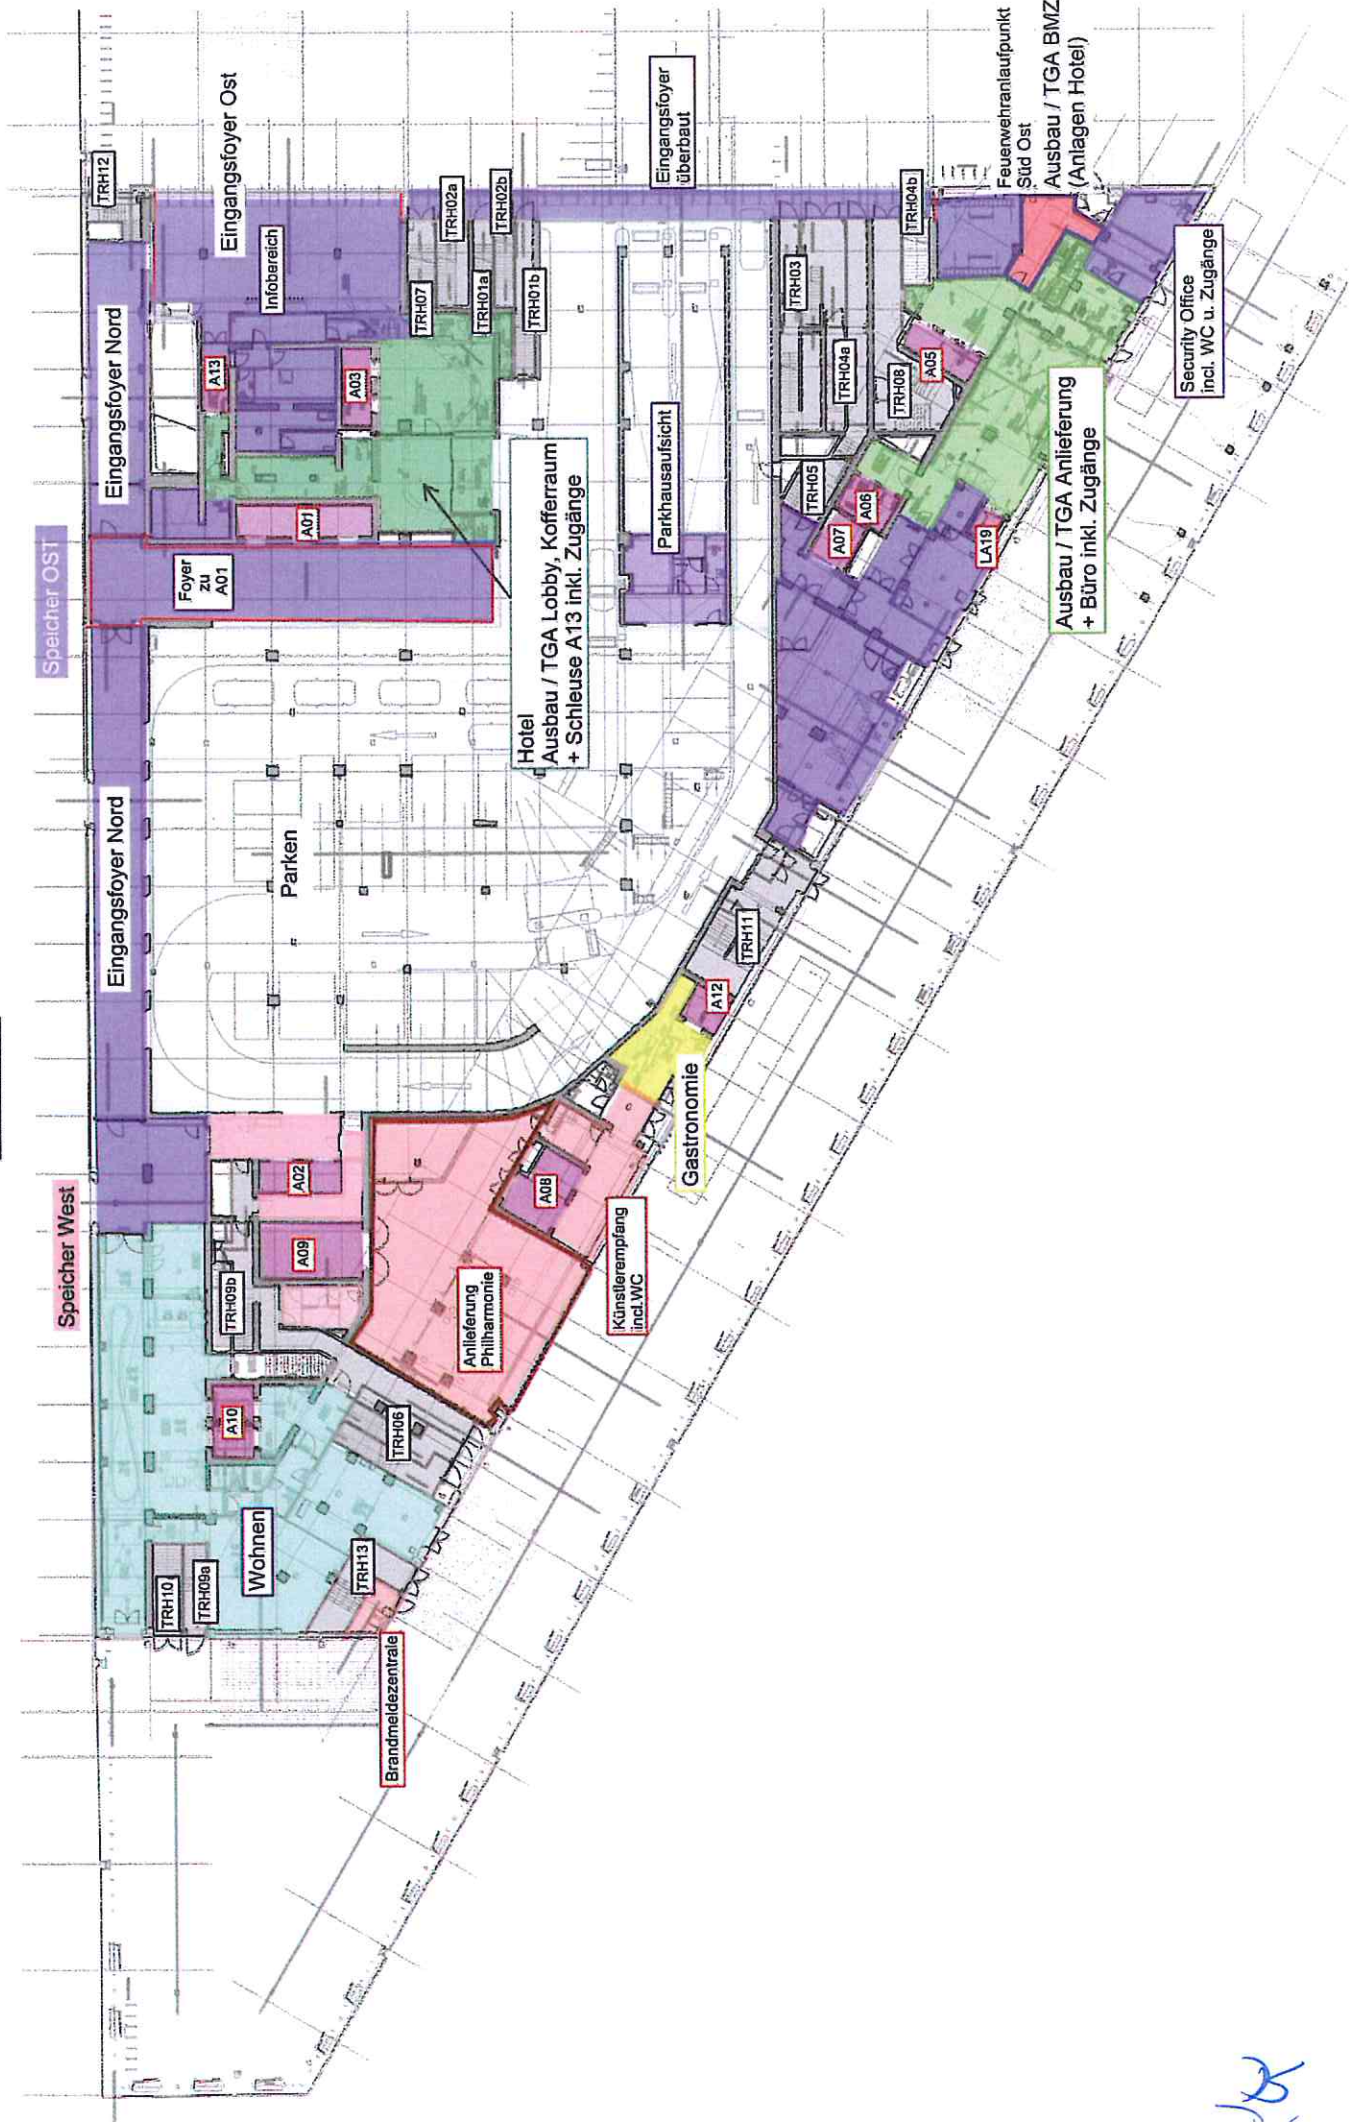 Speicher West
Speicher OST
Eingangsfoyer Nord
Eingangsfoyer Nord
TRH12
Eingangsfoyer Ost
Infobereich
A13
A03
A01
Foyer
zu
A01
TRH07
TRH02a
TRH01a
TRH02b
TRH01b
Hotel
Ausbau / TGA Lobby, Kofferraum
+ Schleuse A13 inkl. Zugänge
Parken
Eingangsfoyer
überbaut
Parkhausaufsicht
TRH03
TRH04a
TRH04b
TRH08
TRH05
A05
A06
A07
LA19
Feuerwehranlaufpunkt
Süd Ost
Ausbau / TGA BMZ
(Anlagen Hotel)
Security Office
incl. WC u. Zugänge
Ausbau / TGA Anlieferung
+ Büro inkl. Zugänge
TRH11
A12
Gastronomie
A02
A09
A08
TRH09b
Anlieferung
Philharmonie
Künstlerempfang
incl.WC
A10
TRH06
Wohnen
TRH10
TRH09a
TRH13
Brandmeldezentrale